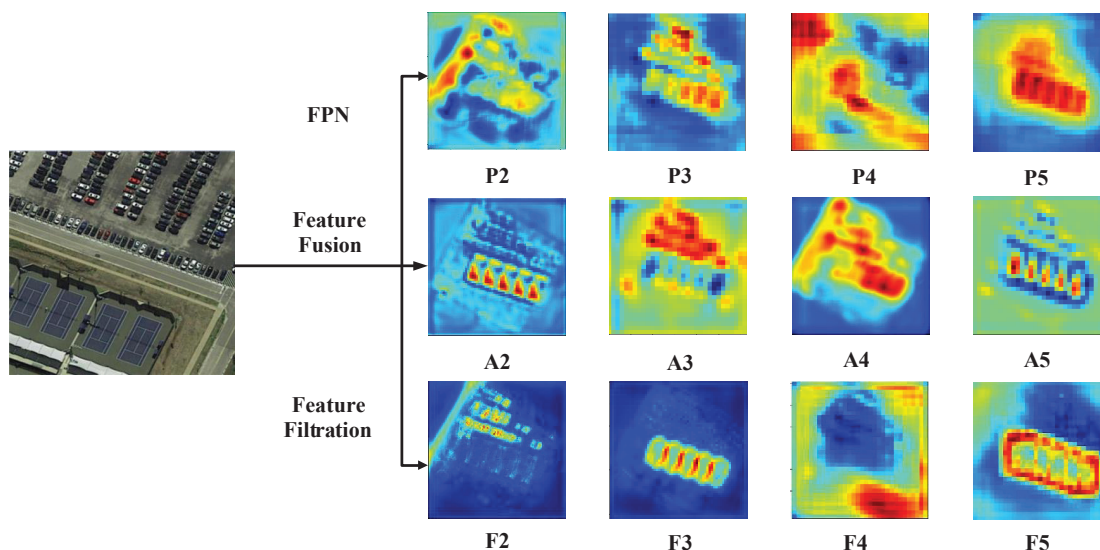 FPN
P2
P3
P4
P5
Feature
Fusion
A2
A3
A4
A5
Feature
Filtration
F2
F3
F4
F5